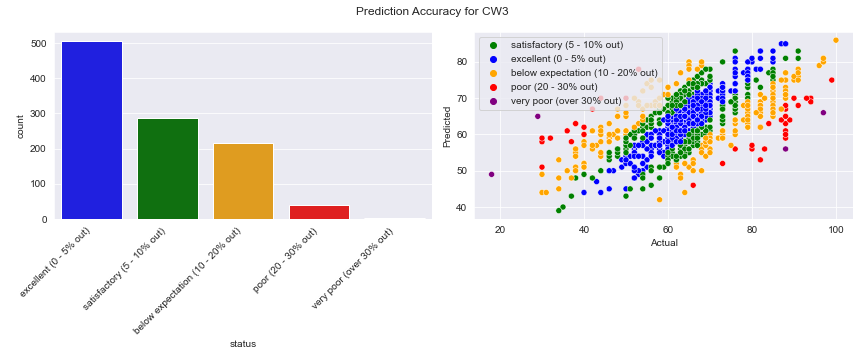 Prediction Accuracy for CW3
500
400
300
200
100
0
count
excellent (0 - 5% out)
satisfactory (5 - 10% out)
below expectation (10 - 20% out)
poor (20 - 30% out)
very poor (over 30% out)
status
satisfactory (5 - 10% out)
excellent (0 - 5% out)
below expectation (10 - 20% out)
poor (20 - 30% out)
very poor (over 30% out)
80
70
60
50
40
Predicted
20
40
60
80
100
Actual